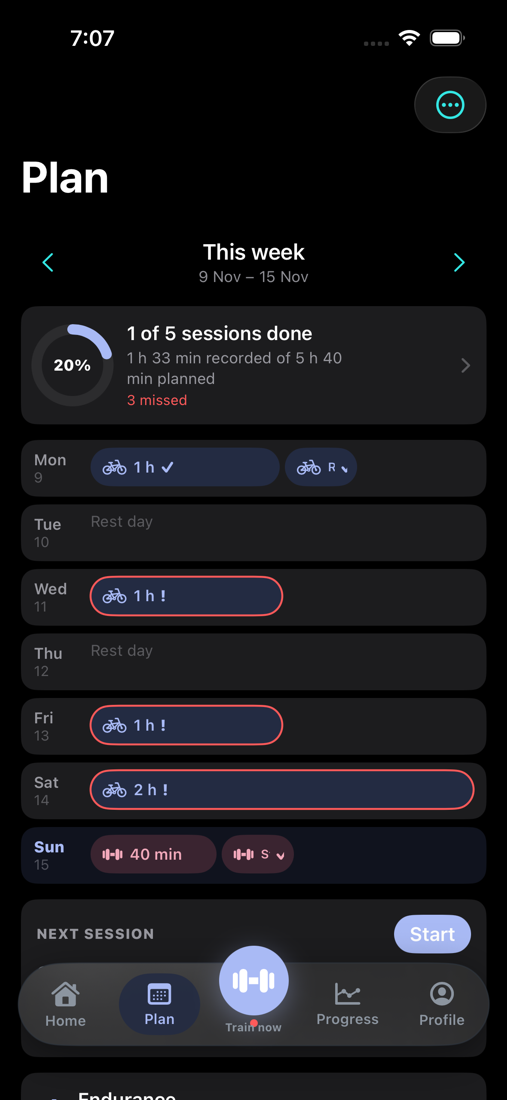 7:07
Plan
This week
9 Nov – 15 Nov
20%
1 of 5 sessions done
1 h 33 min recorded of 5 h 40
min planned
3 missed
Mon
9
1 h
R
Tue
10
Rest day
Wed
11
1 h !
Thu
12
Rest day
Fri
13
1 h !
Sat
14
2 h !
Sun
15
40 min
S
NEXT SESSION
Start
Home
Plan
Train now
Progress
Profile
Endurance